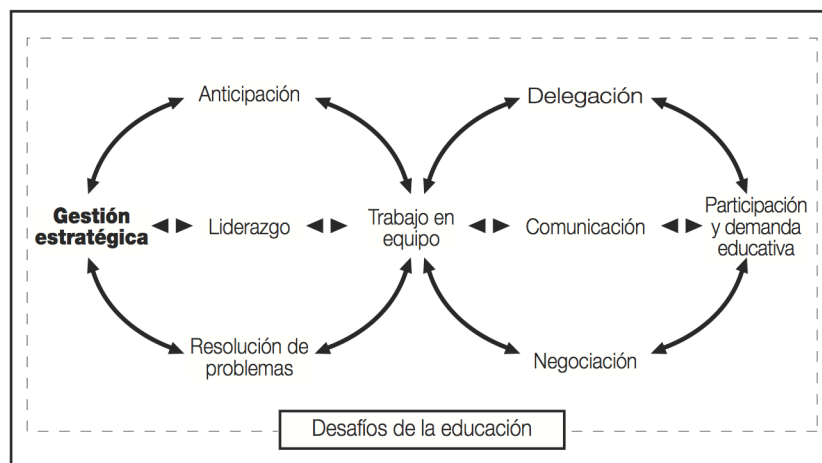 Anticipación
Delegación
Gestión
estratégica
Liderazgo
Trabajo en
equipo
Comunicación
Participación
y demanda
educativa
Resolución de
problemas
Negociación
Desafíos de la educación